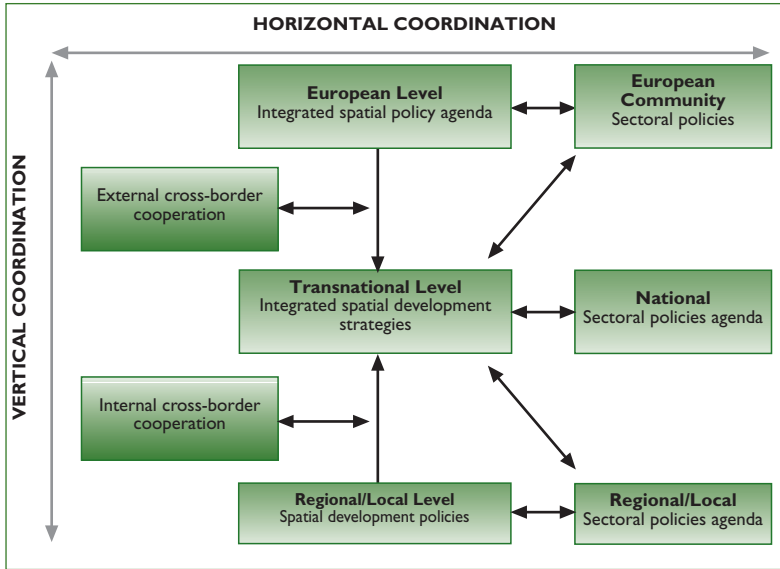 HORIZONTAL COORDINATION
VERTICAL COORDINATION
European Level
Integrated spatial policy agenda
European
Community
Sectoral policies
External cross-border
cooperation
Transnational Level
Integrated spatial development
strategies
National
Sectoral policies agenda
Internal cross-border
cooperation
Regional/Local Level
Spatial development policies
Regional/Local
Sectoral policies agenda